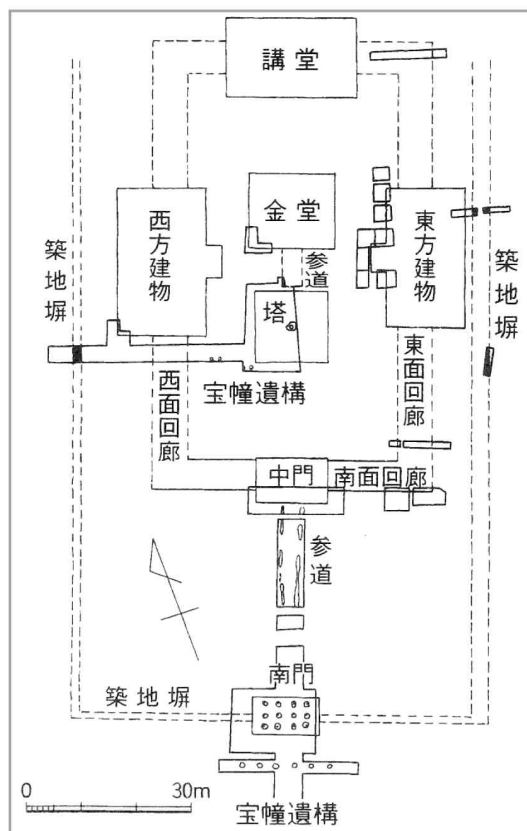 講堂
金堂
西方建物
東方建物
築地塀
築地塀
参道
塔
宝幢遺構
西面回廊
東面回廊
中門
南面回廊
参道
南門
築地塀
0
30m
宝幢遺構